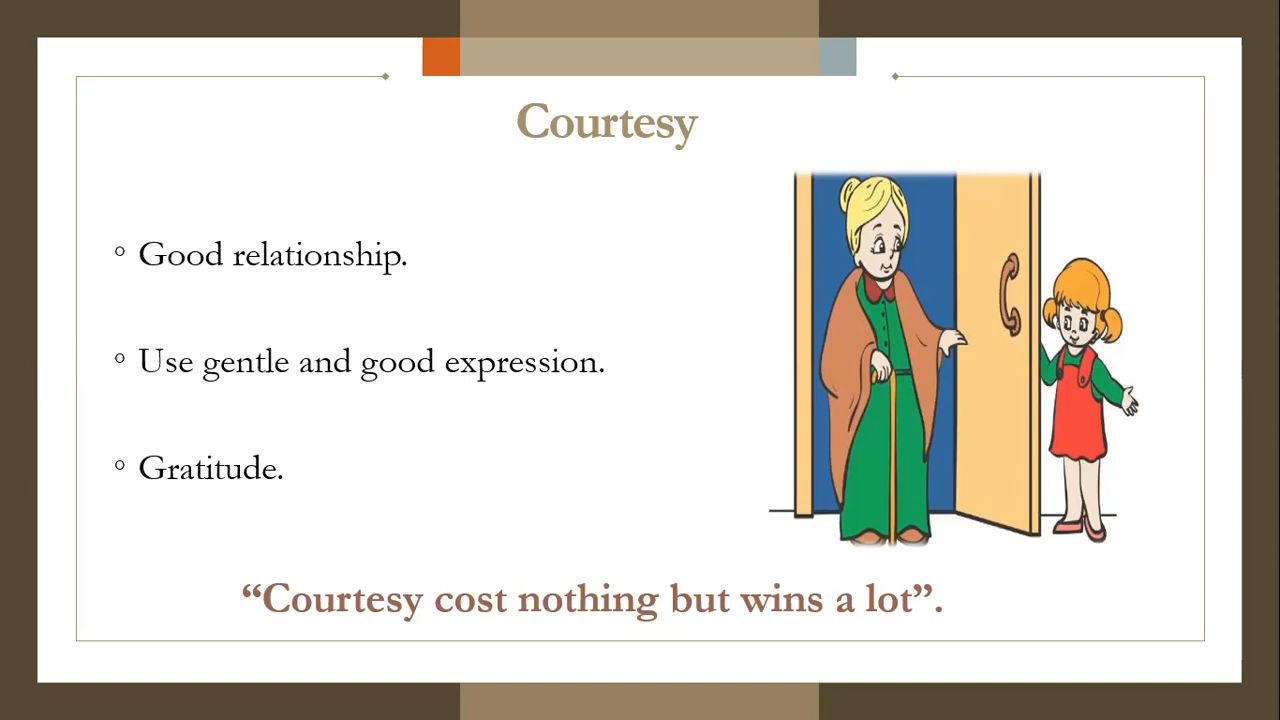 Courtesy
° Good relationship.
° Use gentle and good expression.
° Gratitude.
“Courtesy cost nothing but wins a lot”.